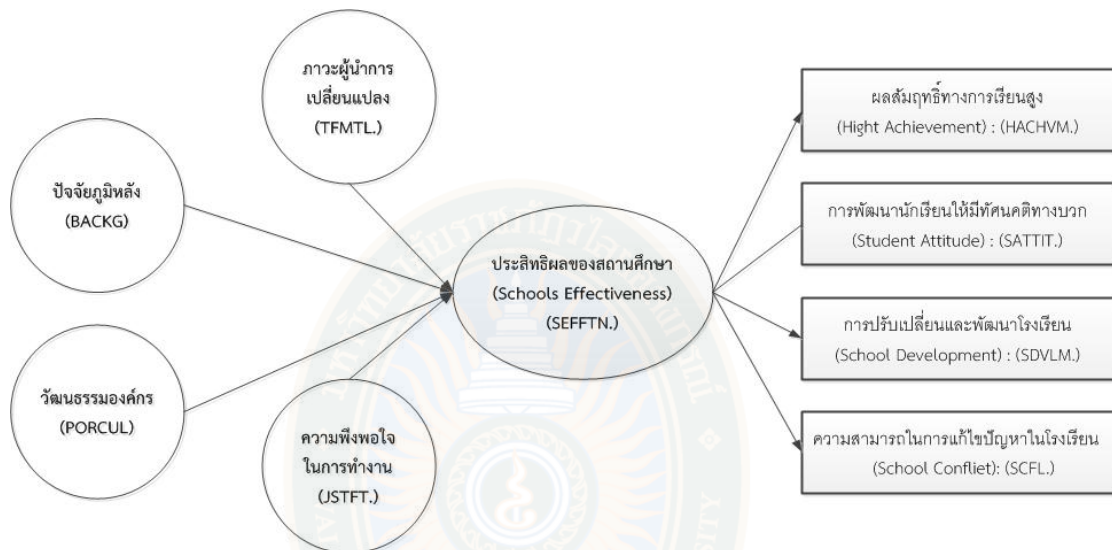 ภาวะผู้นำการ
เปลี่ยนแปลง
(TFMTL.)
ปัจจัยภูมิหลัง
(BACKG)
วัฒนธรรมองค์กร
(PORCUL)
ความพึงพอใจ
ในการทำงาน
(JSTFT.)
ประสิทธิผลของสถานศึกษา
(Schools Effectiveness)
(SEFFTN.)
ผลสัมฤทธิ์ทางการเรียนสูง
(Hight Achievement) : (HACHVM.)
การพัฒนานักเรียนให้มีทัศนคติทางบวก
(Student Attitude) : (SATTIT.)
การปรับเปลี่ยนและพัฒนาโรงเรียน
(School Development) : (SDVLM.)
ความสามารถในการแก้ไขปัญหาในโรงเรียน
(School Confliet): (SCFL.)